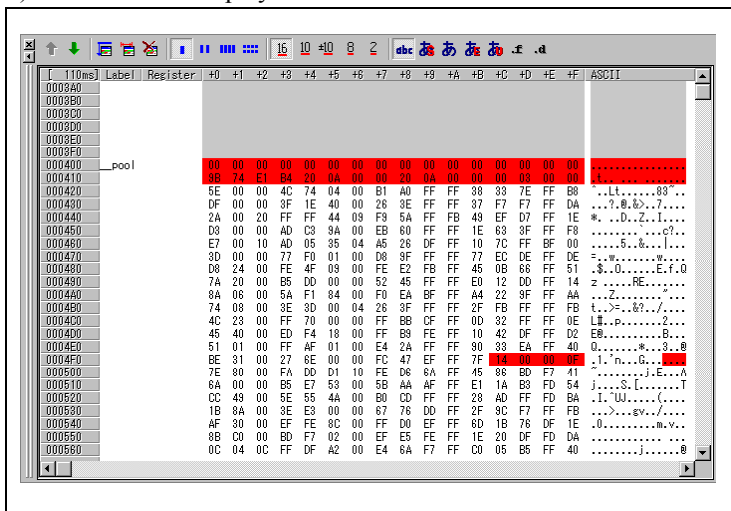 16 10 ±10 8 2 abc あ あ あ あ .f .d
[ 110ms] Label Register +0 +1 +2 +3 +4 +5 +6 +7 +8 +9 +A +B +C +D +E +F ASCII
0003A0
0003B0
0003C0
0003D0
0003E0
0003F0
000400 __pool 00 00 00 00 00 00 00 00 00 00 00 00 00 00 00 00 ................
000410 9B 74 E1 B4 20 0A 00 00 20 0A 00 00 00 03 00 00
000420 5E 00 00 4C 74 04 00 B1 A0 FF FF 38 33 7E FF B8
000430 DF 00 00 3F 1E 40 00 26 3E FF FF 37 F7 F7 FF DA ...?.@.&>..7....
000440 2A 00 20 FF FF 44 09 F9 5A FF FB 49 EF D7 FF 1E *. ..D..Z..I....
000450 D3 00 00 AD C3 9A 00 EB 60 FF FF 1E 63 3F FF F8 ........`...c?..
000460 E7 00 10 AD 05 35 04 A5 26 DF FF 10 7C FF BF 00 .....5..&...|...
000470 3D 00 00 77 F0 01 00 D8 9F FF FF 77 EC DE FF DE =..w.......w....
000480 D8 24 00 FE 4F 09 00 FE E2 FB FF 45 0B 66 FF 51 .$..O......E.f.Q
000490 7A 20 00 B5 DD 00 00 52 45 FF FF E0 12 DD FF 14 z .....RE.......
0004A0 8A 06 00 5A F1 84 00 F0 EA BF FF A4 22 9F FF AA ...Z........"...
0004B0 74 08 00 3E 3D 00 04 26 3F FF FF 2F FB FF FF FB t..>=..&?../....
0004C0 4C 23 00 FF 70 00 00 FF BB CF FF 0D 32 FF FF 0E L#..p.......2...
0004D0 45 40 00 ED F4 18 00 FF B9 FE FF 10 42 DF FF D2 E@..........B...
0004E0 51 01 00 FF AF 01 00 E4 2A FF FF 90 33 EA FF 40 Q.......*...3..@
0004F0 BE 31 00 27 6E 00 00 FC 47 EF FF 7F 14 00 00 0F .1.'n...G.......
000500 7E 80 00 FA DD D1 10 FE D6 6A FF 45 86 BD F7 41
000510 6A 00 00 B5 E7 53 00 5B AA AF FF E1 1A B3 FD 54 j....S.[.......T
000520 CC 49 00 5E 55 4A 00 B0 CD FF FF 28 AD FF FD BA .I.^UJ.....(....
000530 1B 8A 00 3E E3 00 00 67 76 DD FF 2F 9C F7 FF FB ...>...gv../....
000540 AF 30 00 EF FE 8C 00 FF D0 EF FF 6D 1B 76 DF 1E .0.........m.v..
000550 8B C0 00 BD F7 02 00 EF E5 FE FF 1E 20 DF FD DA
000560 0C 04 0C FF DF A2 00 E4 6A F7 FF C0 05 B5 FF 40 ........j......@